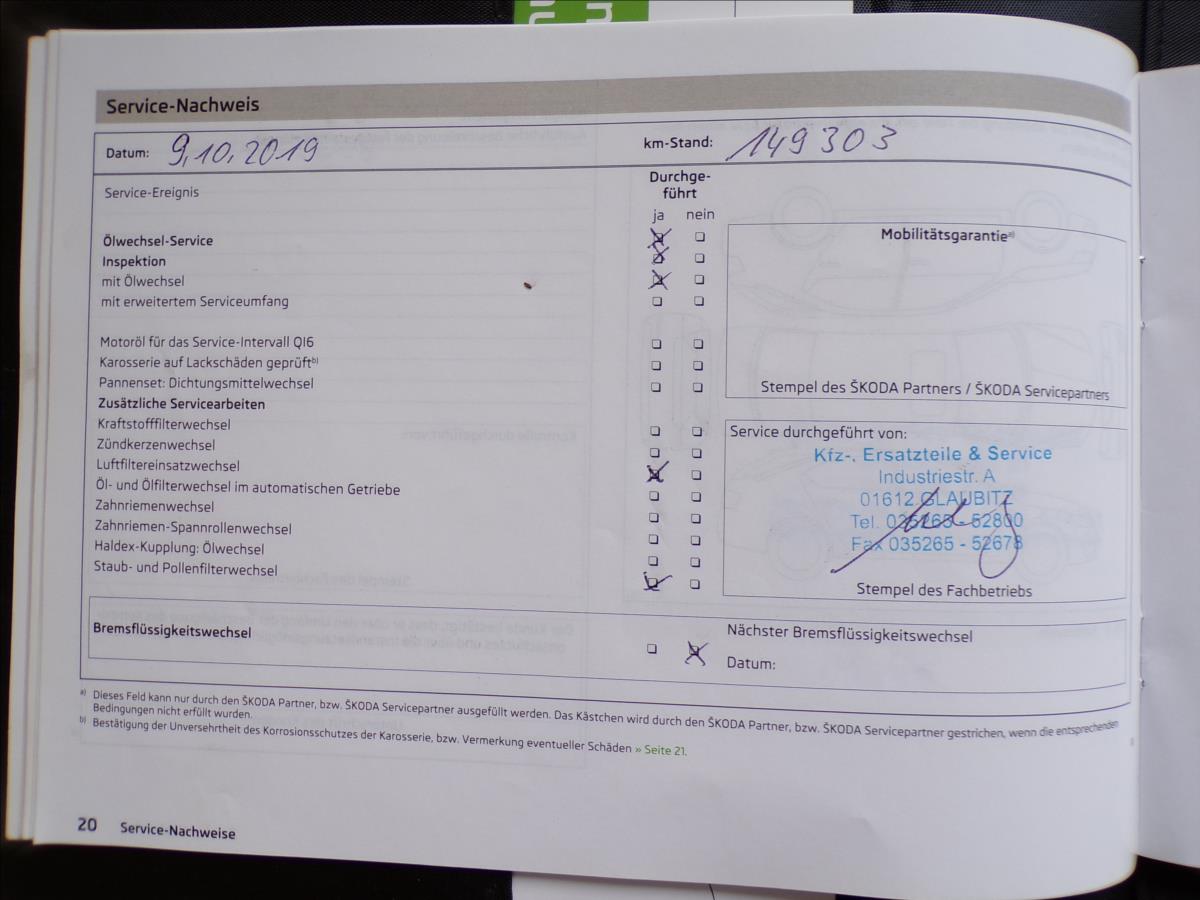 Service-Nachweis
Datum: 9.10.2019 km-Stand: 149 303
Service-Ereignis
Durchge-
führt
ja nein
Ölwechsel-Service
Inspektion
mit Ölwechsel
mit erweitertem Serviceumfang
Motoröl für das Service-Intervall QI6
Karosserie auf Lackschäden geprüft b)
Pannenset: Dichtungsmittelwechsel
Zusätzliche Servicearbeiten
Kraftstofffilterwechsel
Zündkerzenwechsel
Luftfiltereinsatzwechsel
Öl- und Ölfilterwechsel im automatischen Getriebe
Zahnriemenwechsel
Zahnriemen-Spannrollenwechsel
Haldex-Kupplung: Ölwechsel
Staub- und Pollenfilterwechsel
Mobilitätsgarantie a)
Stempel des ŠKODA Partners / ŠKODA Servicepartners
Service durchgeführt von:
Kfz-. Ersatzteile & Service
Industriestr. A
01612 GLAUBITZ
Tel. 035265 - 52800
Fax 035265 - 52678
Stempel des Fachbetriebs
Bremsflüssigkeitswechsel
Nächster Bremsflüssigkeitswechsel
Datum:
a) Dieses Feld kann nur durch den ŠKODA Partner, bzw. ŠKODA Servicepartner ausgefüllt werden. Das Kästchen wird durch den ŠKODA Partner, bzw. ŠKODA Servicepartner gestrichen, wenn die entsprechenden
Bedingungen nicht erfüllt wurden.
b) Bestätigung der Unversehrtheit des Korrosionsschutzes der Karosserie, bzw. Vermerkung eventueller Schäden » Seite 21.
20 Service-Nachweise